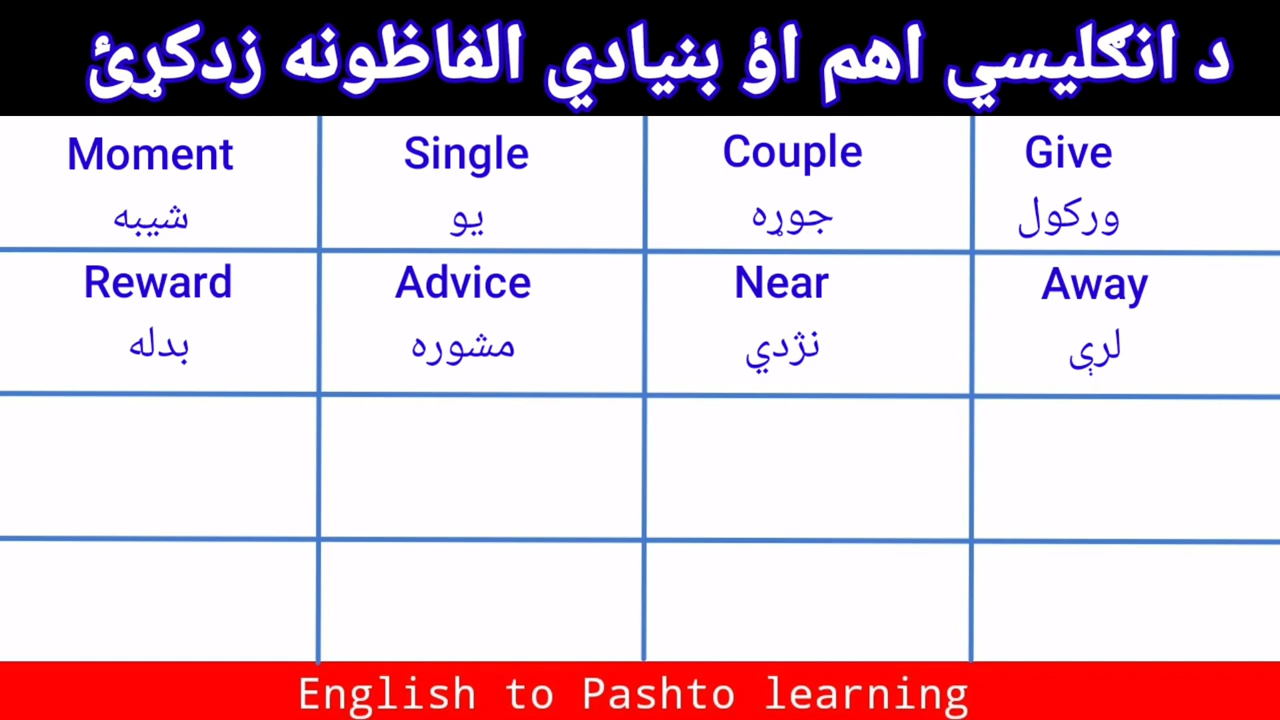 د انګلیسي اهم اؤ بنیادي الفاظونه زدکړئ
Moment Single Couple Give
شیبه یو جوړه ورکول
Reward Advice Near Away
بدله مشوره نژدي لرې
English to Pashto learning